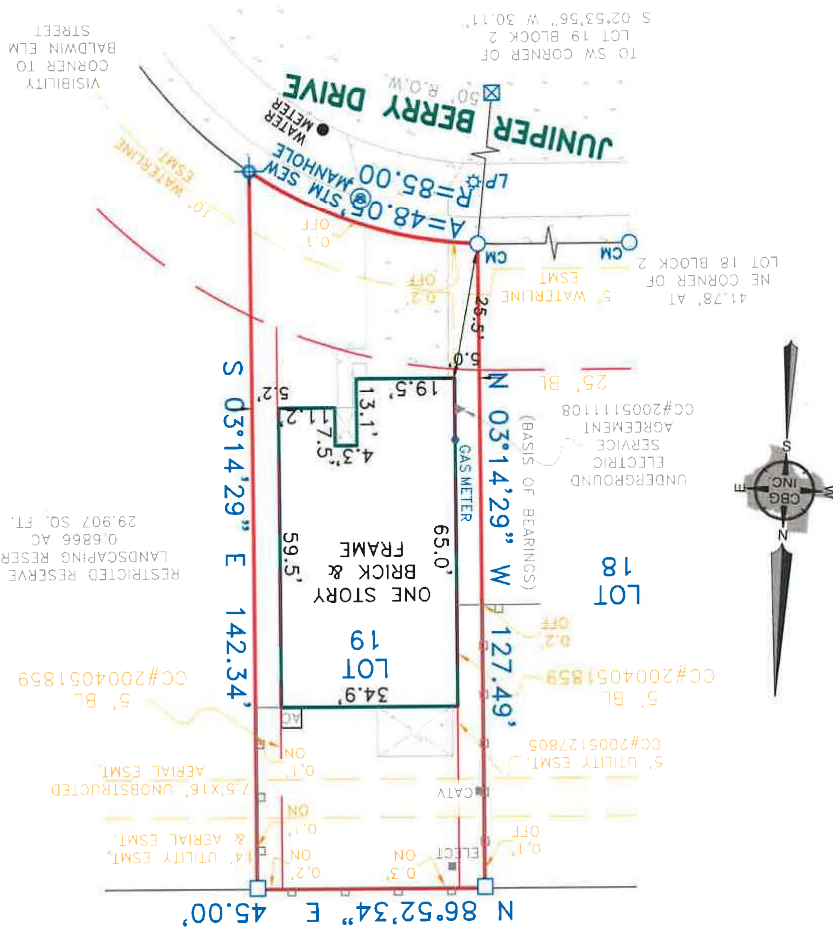 N 86°52'34" E 45.00'
0.1' OFF
ELECT
0.3' ON
0.2' ON
14' UTILITY ESMT.
& AERIAL ESMT.
0.1' ON
CATV
7.5'X16' UNOBSTRUCTED
AERIAL ESMT.
0.1' ON
5' UTILITY ESMT.
CC#2005127805
AC
5' BL
CC#2004051859
5' BL
CC#2004051859
34.9'
LOT
19
LOT
18
0.2'
OFF
ONE STORY
BRICK &
FRAME
65.0'
59.5'
N 03°14'29" W 127.49'
(BASIS OF BEARINGS)
S 03°14'29" E 142.34'
RESTRICTED RESERVE
LANDSCAPING RESERVE
0.6866 AC
29.907 SQ. FT.
N
E
CBG
INC.
W
S
GAS METER
UNDERGROUND
ELECTRIC
SERVICE
AGREEMENT
CC#2005111108
4.3'
7.5'
13.1'
11.2'
5.2'
19.5'
5.0'
25' BL
25.5'
41.78' AT
NE CORNER OF
LOT 18 BLOCK 2
5' WATERLINE
ESMT
0.2'
OFF
CM
CM
0.1'
OFF
A=48.05'
R=85.00
STM SEW
MANHOLE
LP
10' WATERLINE
ESMT.
WATER
METER
JUNIPER BERRY DRIVE
50' R.O.W.
VISIBILITY
CORNER TO
BALDWIN ELM
STREET
TO SW CORNER OF
LOT 19 BLOCK 2
S 02°53'56" W 30.11'